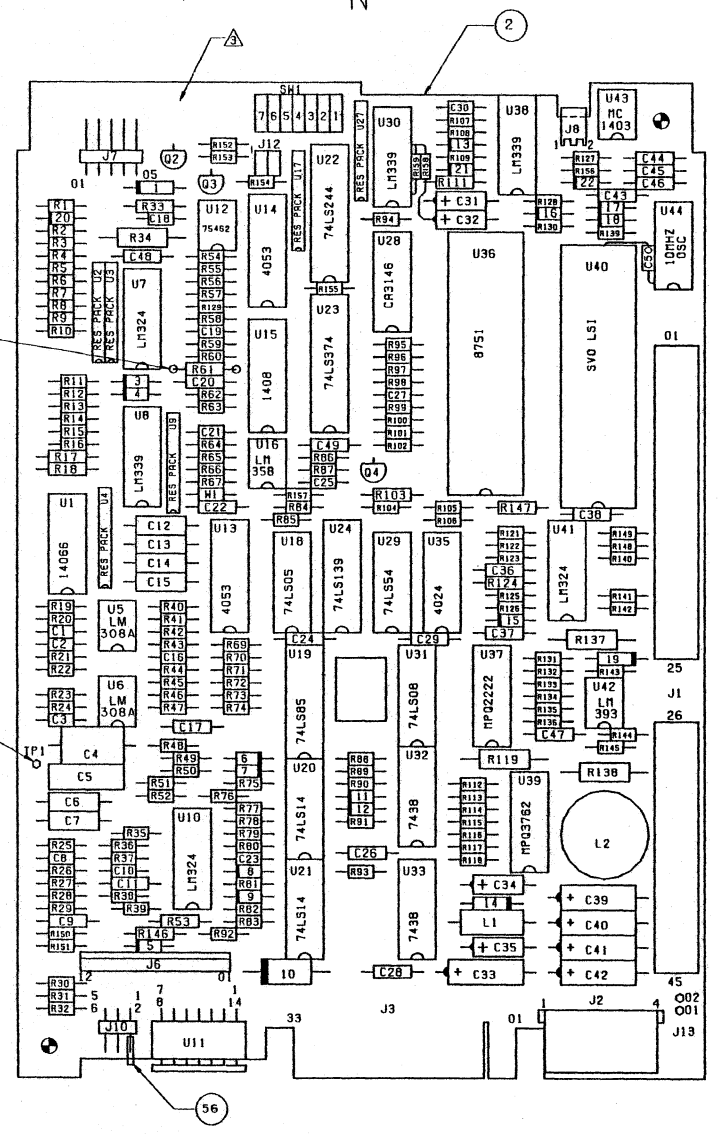 N
3
2
SW1
7 6 5 4 3 2 1
J7
01
05
Q2
Q3
R152
R153
J12
R154
RES PACK U17
U22
74LS244
RES PACK U27
U30
LM339
R159
R158
C30
R107
R108
13
R109
21
R111
U38
LM339
J8
1 2
U43
MC
1403
R127
R156
22
C44
C45
C46
1
R33
C18
R34
C48
U12
75462
U14
4053
R94
C31
C32
R128
16
R130
C43
17
18
R139
U44
10MHZ
OSC
C50
R1
20
R2
R3
R4
R5
R6
R7
R8
R9
R10
RES PACK U2
RES PACK U3
U7
LM324
R54
R55
R56
R57
R129
R58
C19
R59
R60
R61
C20
R62
R63
R155
U28
CA3146
U36
8751
U40
SVO LSI
U15
1408
U23
74LS374
R95
R96
R97
R98
C27
R99
R100
R101
R102
01
R11
R12
R13
R14
R15
R16
R17
R18
3
4
U8
LM339
RES PACK U9
C21
R64
R65
R66
R67
W1
C22
U16
LM
358
C49
R86
R87
C25
Q4
R157
R84
R85
R103
R104
R105
R106
R147
C38
U1
14066
RES PACK U4
C12
C13
C14
C15
U13
4053
U18
74LS05
U24
74LS139
U29
74LS54
U35
4024
R121
R122
R123
C36
R124
R125
R126
15
C37
U41
LM324
R149
R148
R140
R141
R142
R19
R20
C1
C2
R21
R22
U5
LM
308A
R40
R41
R42
R43
C16
R44
R45
R46
R47
R69
R70
R71
R72
R73
R74
C24
C29
R137
R23
R24
C3
U6
LM
308A
C17
U19
74LS85
U31
74LS08
U37
MPQ2222
R131
R132
R133
R134
R135
R136
C47
19
R143
U42
LM
393
R144
R145
25
J1
26
TP1
C4
C5
R48
R49
R50
R51
R52
6
7
R75
R76
U20
74LS14
R88
R89
R90
11
12
R91
U32
7438
R119
R138
C6
C7
U10
LM324
R77
R78
R79
R80
C23
8
R81
9
R82
R83
R112
R113
R114
R115
R116
R117
R118
U39
MPQ3762
L2
R25
C8
R26
R27
R28
R29
C9
R150
R151
R35
R36
R37
C10
C11
R38
R39
R53
R146
5
R92
U21
74LS14
C26
R93
U33
7438
C34
14
L1
C35
C33
C39
C40
C41
C42
J6
12
01
10
C28
45
R30
R31
R32
5
6
1
2
J10
7
8
1
14
U11
33
J3
01
1
J2
4
02
01
J13
56